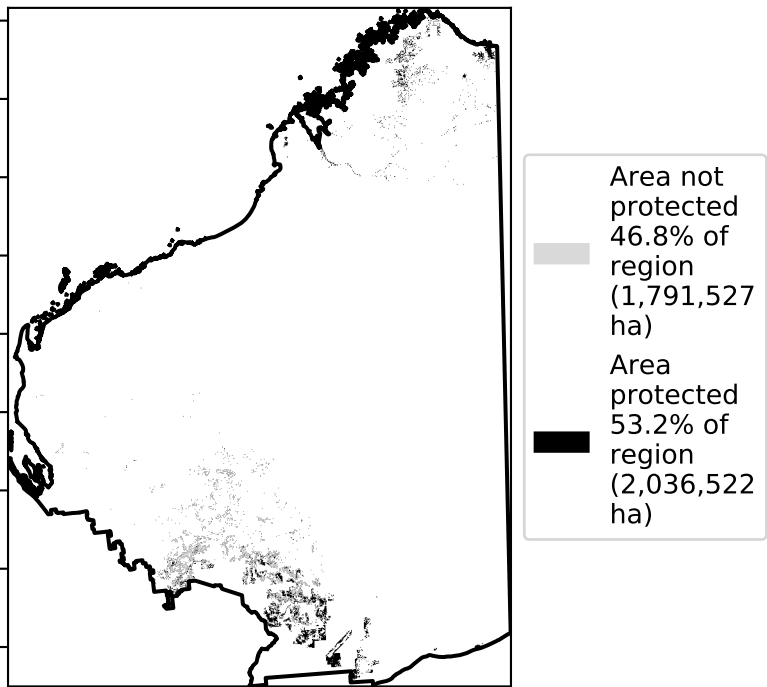 Area not
protected
46.8% of
region
(1,791,527
ha)
Area
protected
53.2% of
region
(2,036,522
ha)